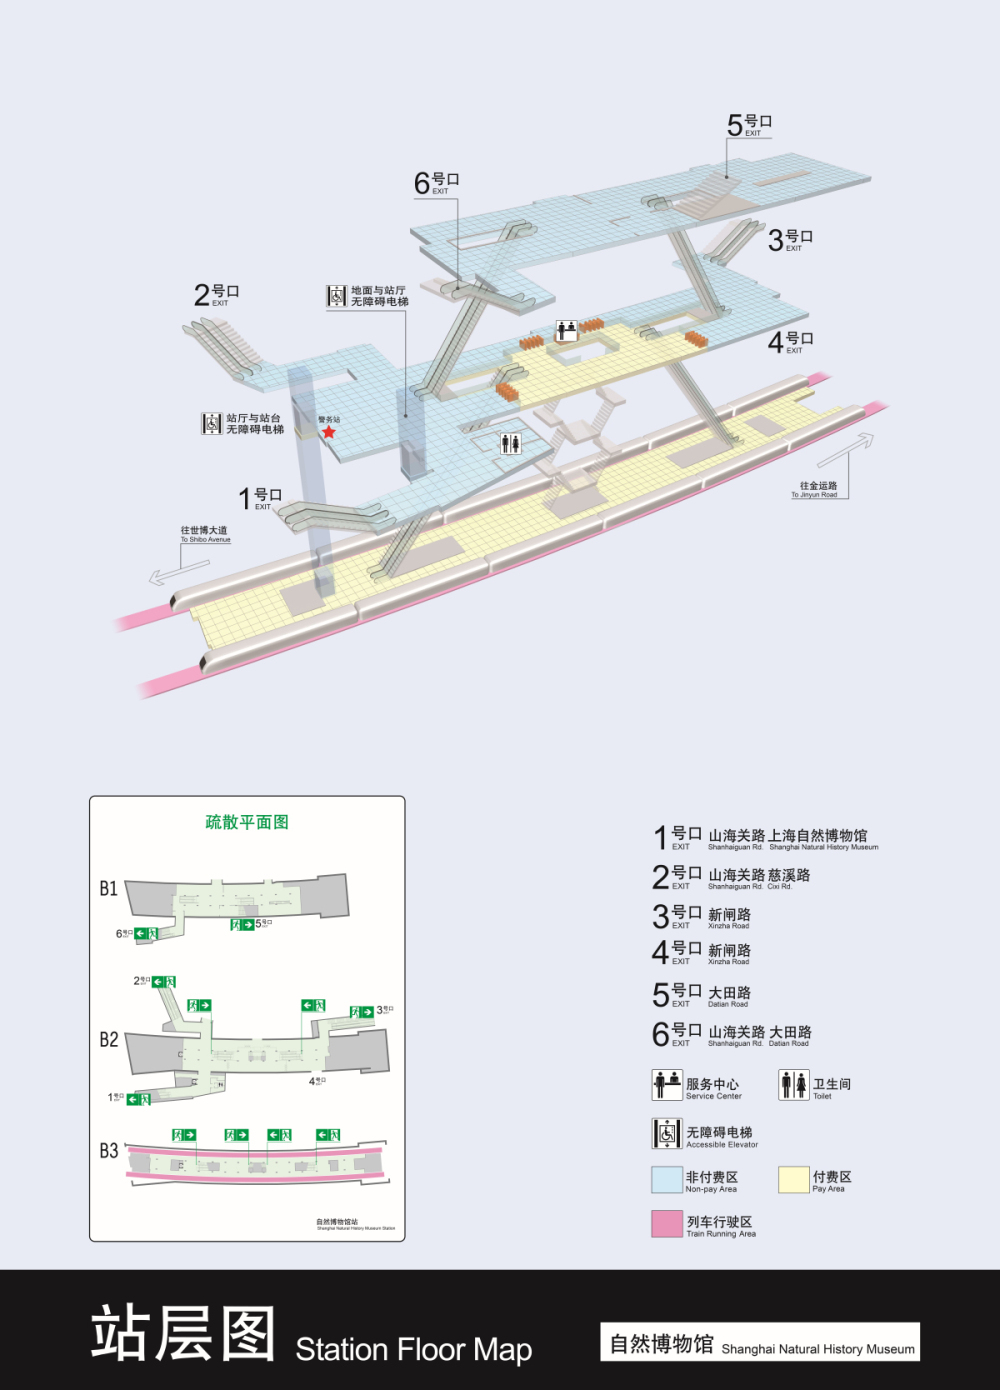 5号口
EXIT
6号口
EXIT
3号口
EXIT
2号口
EXIT
地面与站厅
无障碍电梯
4号口
EXIT
站厅与站台
无障碍电梯
警务站
1号口
EXIT
往金运路
To Jinyun Road
往世博大道
To Shibo Avenue
疏散平面图
B1
6号口
5号口
2号口
3号口
B2
4号口
1号口
B3
自然博物馆站
Shanghai Natural History Museum Station
1号口 山海关路 上海自然博物馆
EXIT Shanhaiguan Rd. Shanghai Natural History Museum
2号口 山海关路 慈溪路
EXIT Shanhaiguan Rd. Cixi Rd.
3号口 新闸路
EXIT Xinzha Road
4号口 新闸路
EXIT Xinzha Road
5号口 大田路
EXIT Datian Road
6号口 山海关路 大田路
EXIT Shanhaiguan Rd. Datian Road
服务中心
Service Center
卫生间
Toilet
无障碍电梯
Accessible Elevator
非付费区
Non-pay Area
付费区
Pay Area
列车行驶区
Train Running Area
站层图 Station Floor Map
自然博物馆 Shanghai Natural History Museum